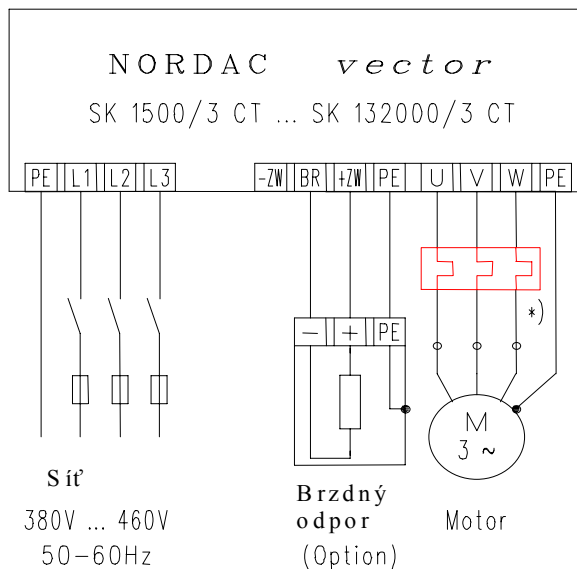 NORDAC vector
SK 1500/3 CT ... SK 132000/3 CT
PE L1 L2 L3 -ZW BR +ZW PE U V W PE
*)
- + PE
M
3 ~
Síť
380V ... 460V
50-60Hz
Brzdný
odpor
(Option)
Motor